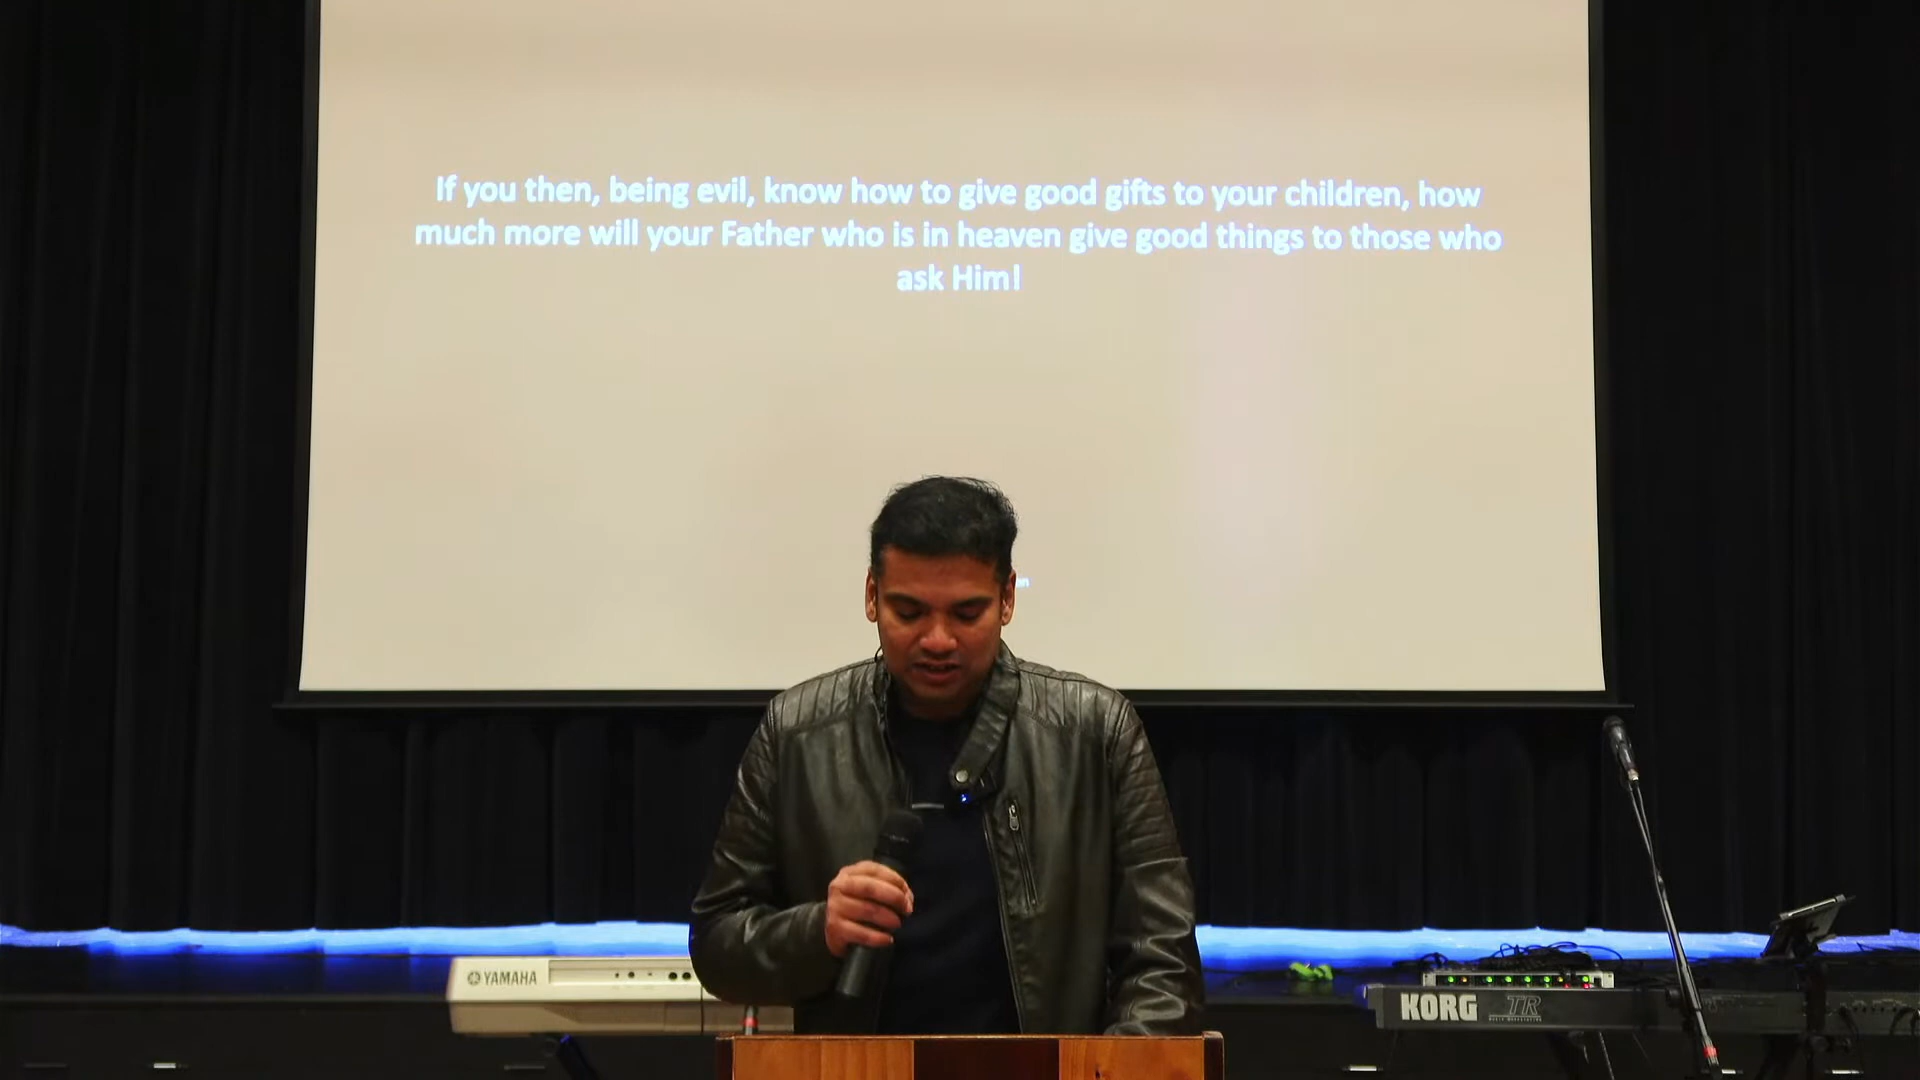 If you then, being evil, know how to give good gifts to your children, how
much more will your Father who is in heaven give good things to those who
ask Him!
YAMAHA
KORG TR